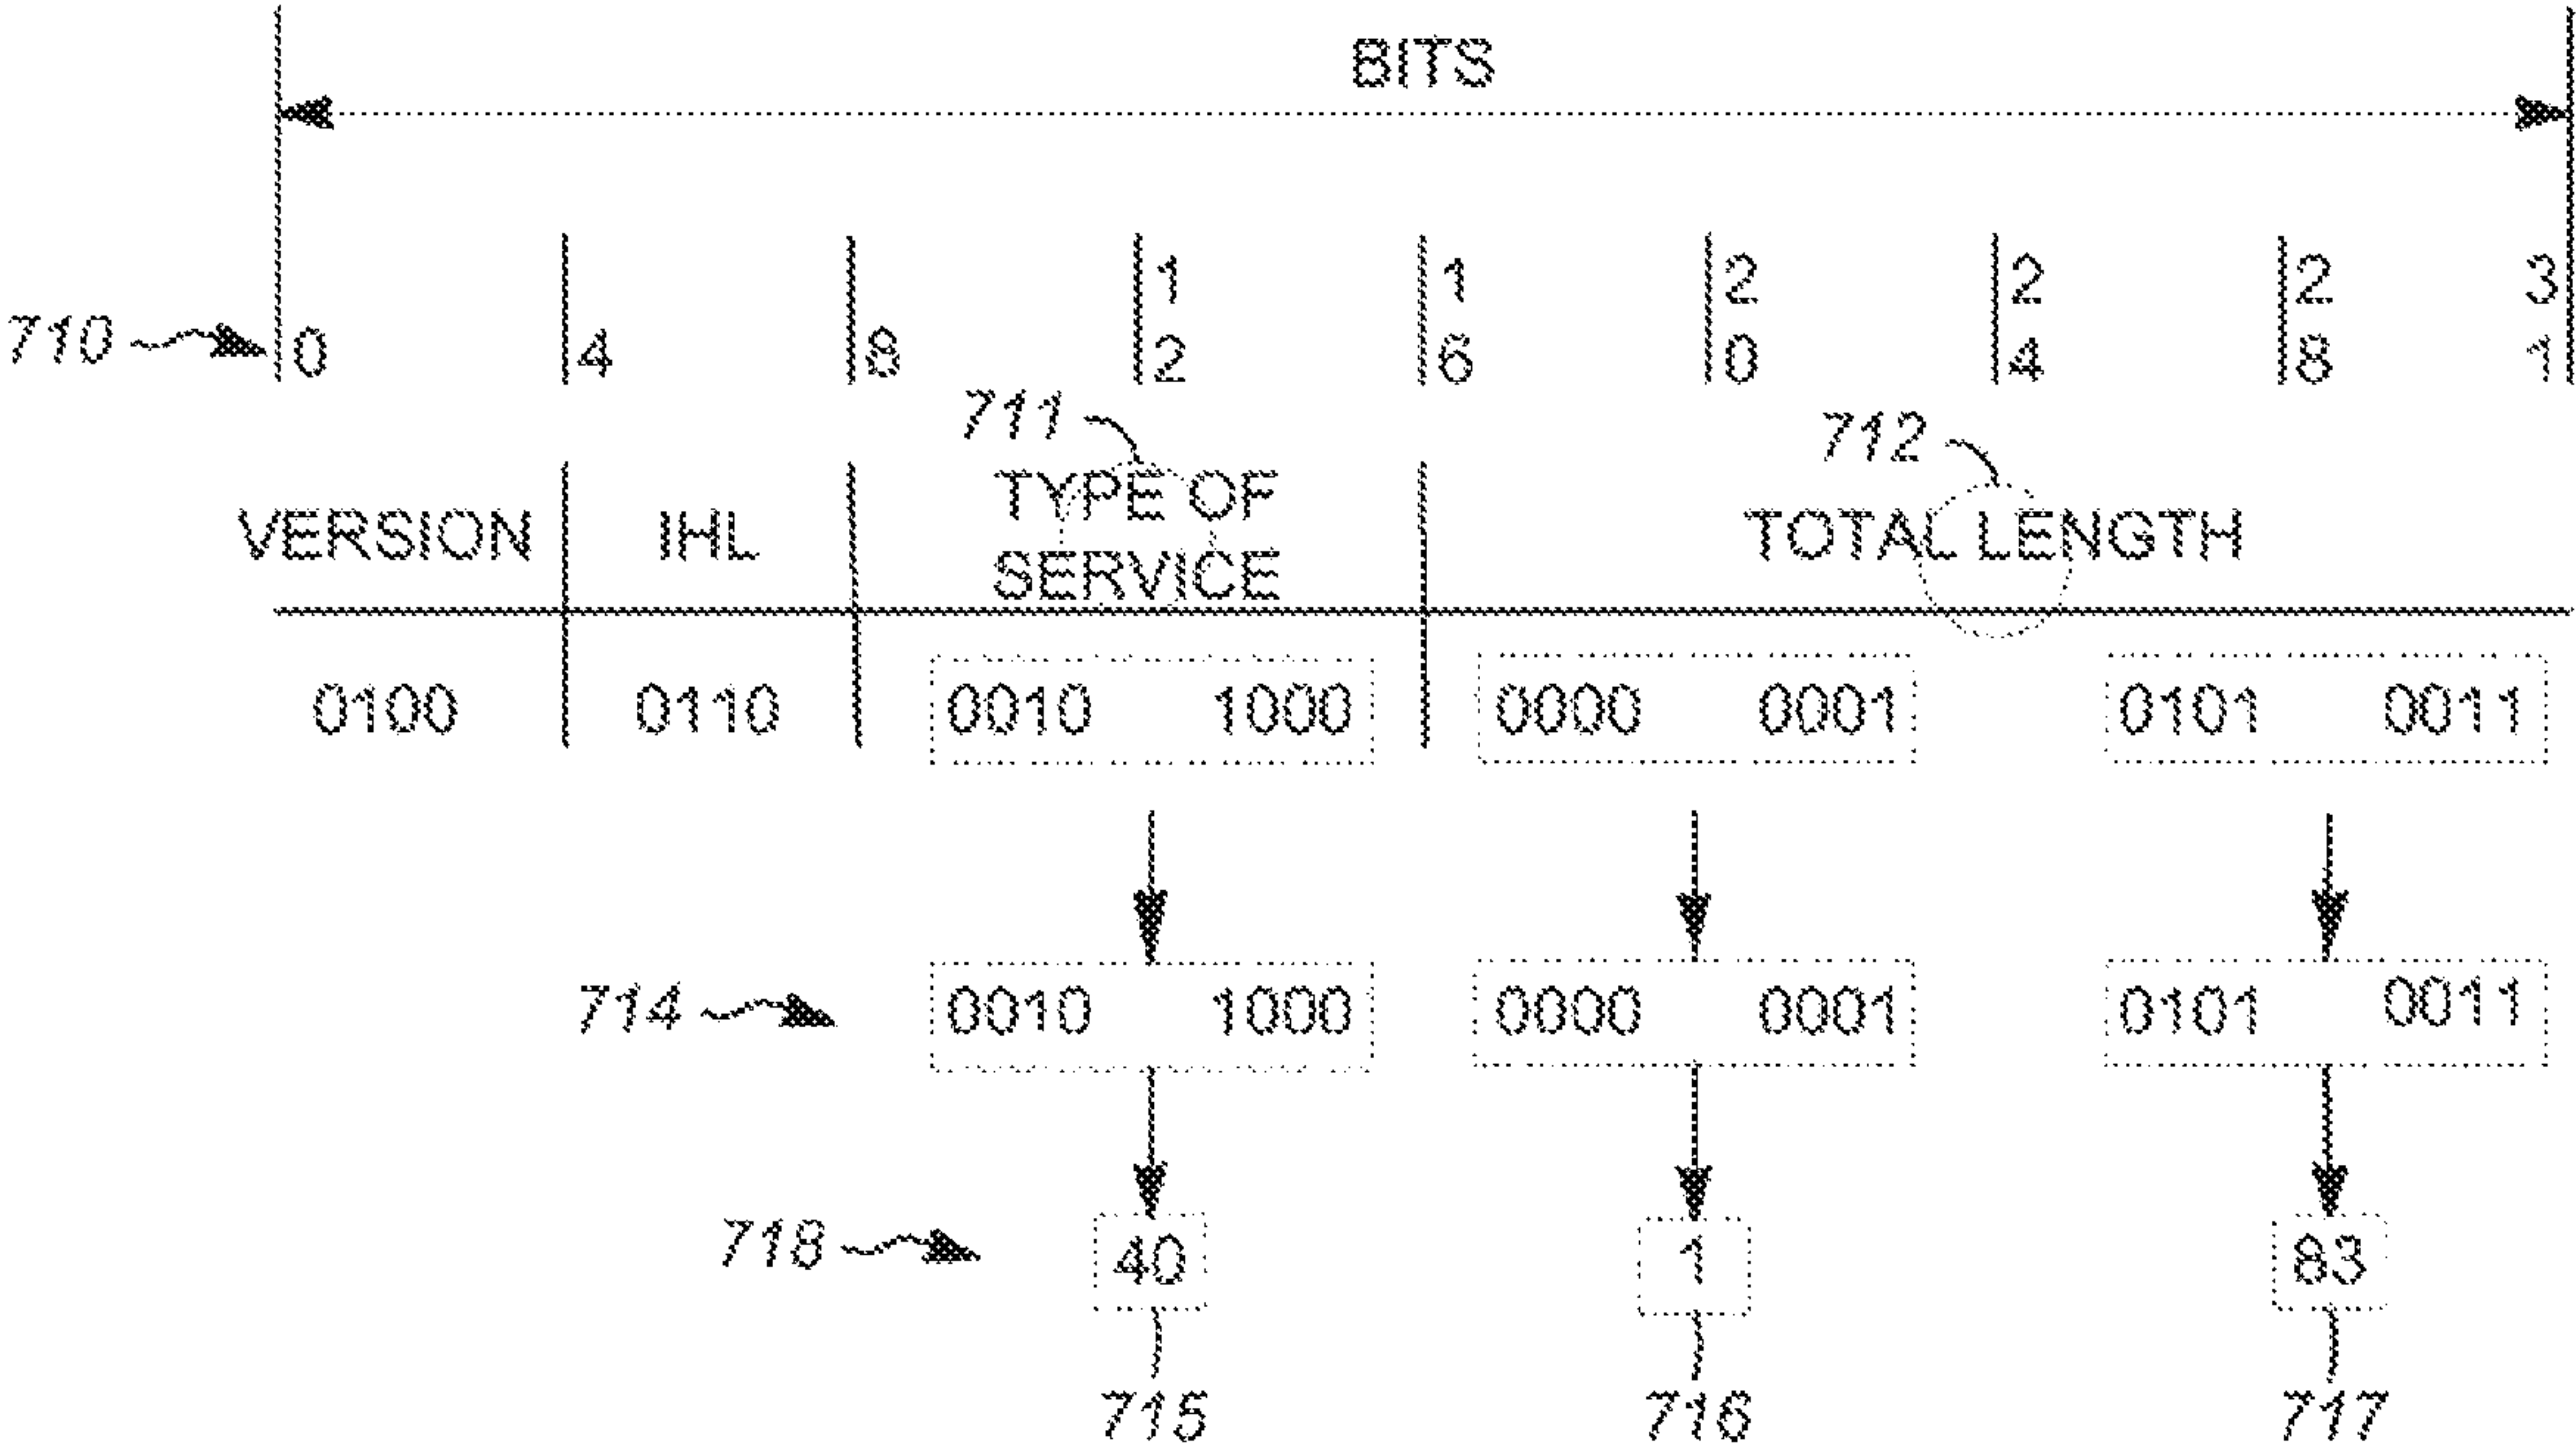 BITS
1 1 2 2 2 3
710 0 4 8 2 6 0 4 8 1
711 712
VERSION IHL TYPE OF SERVICE TOTAL LENGTH
0100 0110 0010 1000 0000 0001 0101 0011
714 0010 1000 0000 0001 0101 0011
718 40 1 83
715 716 717